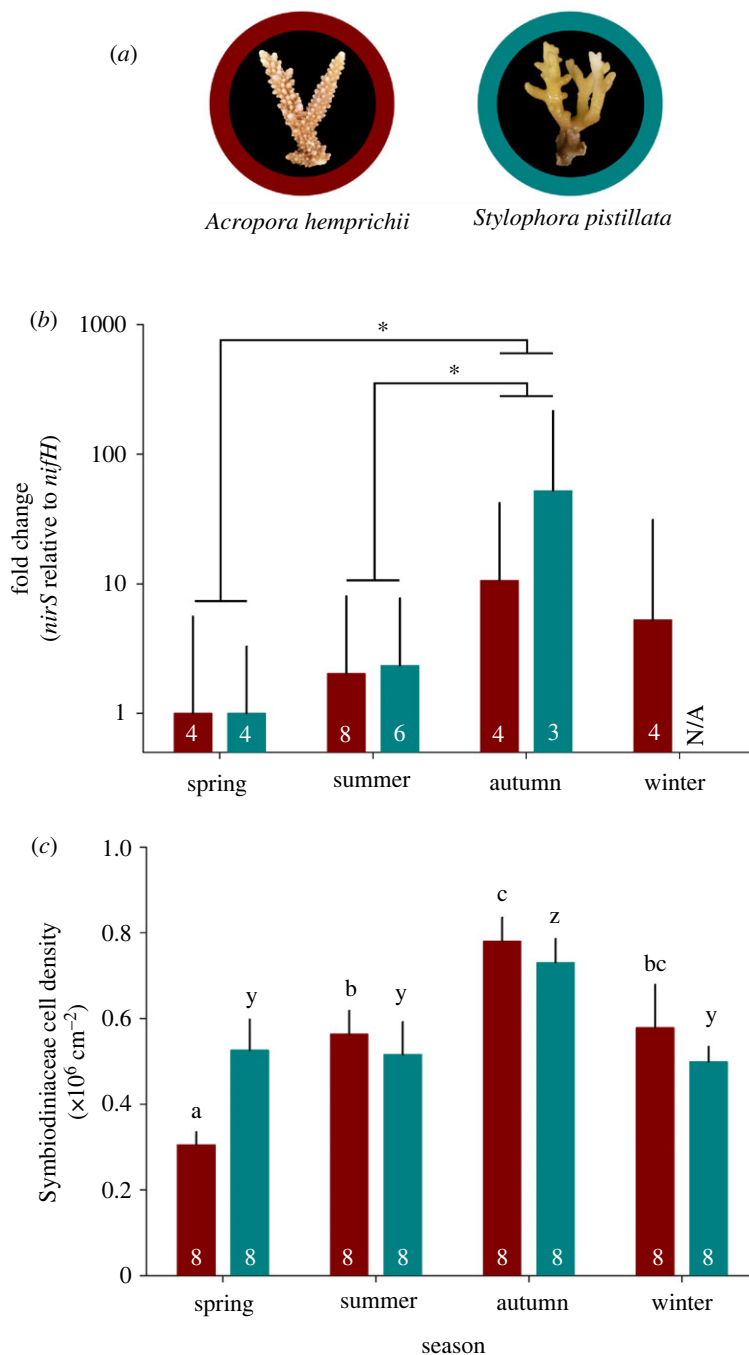 (a)
Acropora hemprichii
Stylophora pistillata
(b)
fold change
(nirS relative to nifH)
1000
100
10
1
*
*
4
4
8
6
4
3
4
N/A
spring
summer
autumn
winter
(c)
Symbiodiniaceae cell density
(×10⁶ cm⁻²)
1.0
0.8
0.6
0.4
0.2
0
a
y
b
y
c
z
bc
y
8
8
8
8
8
8
8
8
spring
summer
autumn
winter
season